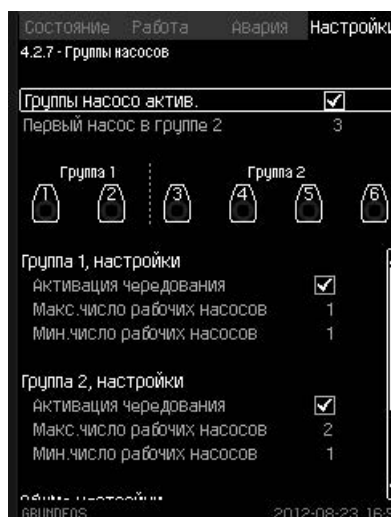 Состояние Работа Авария Настройки
4.2.7 - Группы насосов
Группы насосо актив.
Первый насос в группе 2 3
Группа 1 Группа 2
1 2 3 4 5 6
Группа 1, настройки
Активация чередования
Макс.число рабочих насосов 1
Мин.число рабочих насосов 1
Группа 2, настройки
Активация чередования
Макс.число рабочих насосов 2
Мин.число рабочих насосов 1
GRUNDFOS 2012-08-23